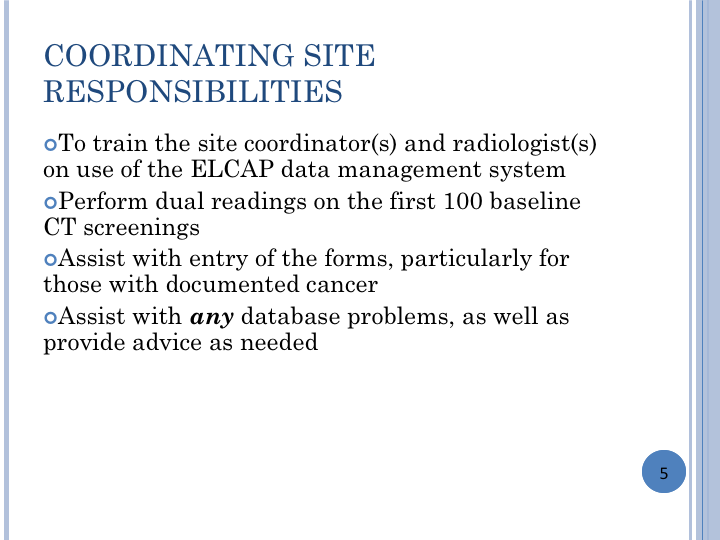 COORDINATING SITE
RESPONSIBILITIES
To train the site coordinator(s) and radiologist(s)
on use of the ELCAP data management system
Perform dual readings on the first 100 baseline
CT screenings
Assist with entry of the forms, particularly for
those with documented cancer
Assist with any database problems, as well as
provide advice as needed
5